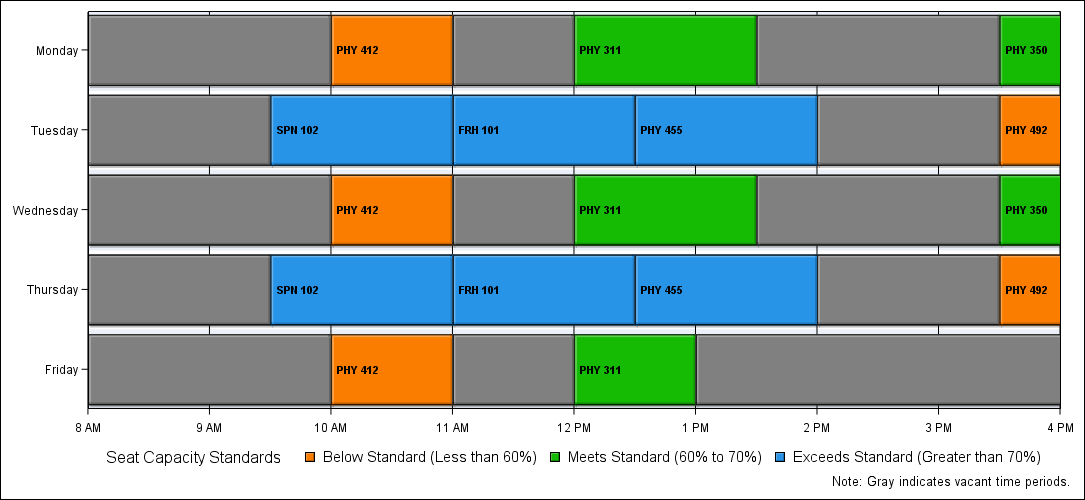 Monday PHY 412 PHY 311 PHY 350
Tuesday SPN 102 FRH 101 PHY 455 PHY 492
Wednesday PHY 412 PHY 311 PHY 350
Thursday SPN 102 FRH 101 PHY 455 PHY 492
Friday PHY 412 PHY 311
8 AM 9 AM 10 AM 11 AM 12 PM 1 PM 2 PM 3 PM 4 PM
Seat Capacity Standards Below Standard (Less than 60%) Meets Standard (60% to 70%) Exceeds Standard (Greater than 70%)
Note: Gray indicates vacant time periods.